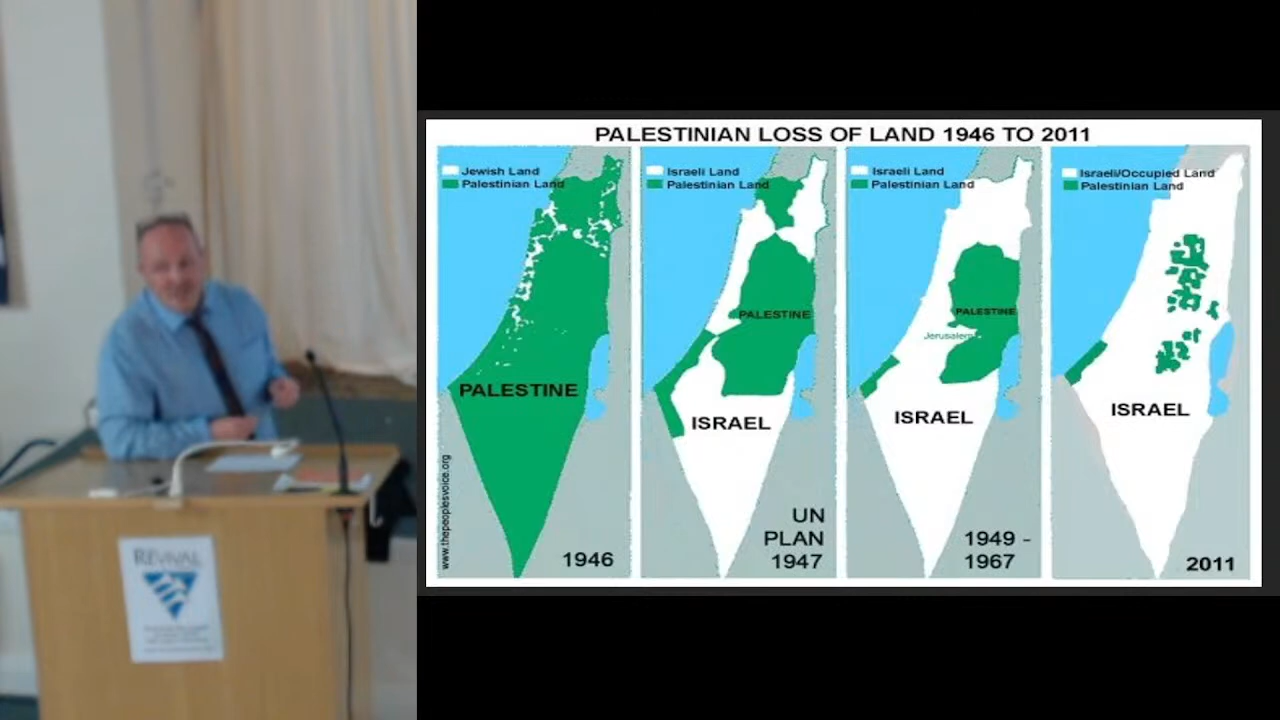 PALESTINIAN LOSS OF LAND 1946 TO 2011
Jewish Land
Palestinian Land
PALESTINE
www.thepeoplesvoice.org
1946
Israeli Land
Palestinian Land
PALESTINE
ISRAEL
UN
PLAN
1947
Israeli Land
Palestinian Land
PALESTINE
Jerusalem
ISRAEL
1949 -
1967
Israeli/Occupied Land
Palestinian Land
ISRAEL
2011
REVIVAL